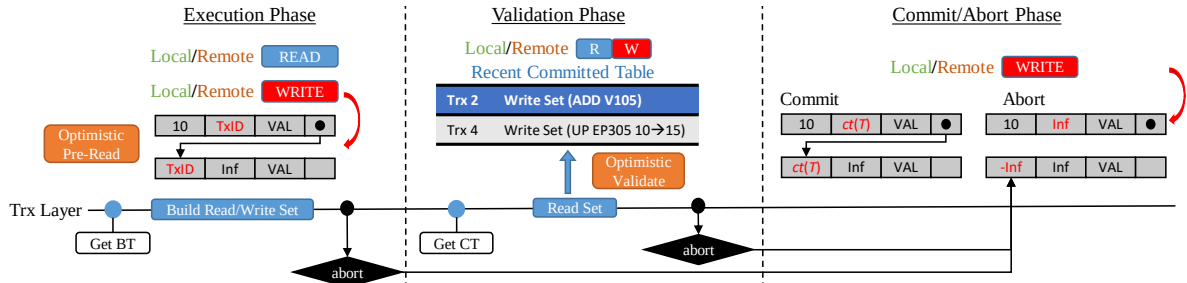 Execution Phase
Local/Remote READ
Local/Remote WRITE
10 TxID VAL
Optimistic
Pre-Read
TxID Inf VAL
Trx Layer
Build Read/Write Set
Get BT
abort
Validation Phase
Local/Remote R W
Recent Committed Table
Trx 2 Write Set (ADD V105)
Trx 4 Write Set (UP EP305 10→15)
Optimistic
Validate
Read Set
Get CT
abort
Commit/Abort Phase
Local/Remote WRITE
Commit
10 ct(T) VAL
ct(T) Inf VAL
Abort
10 Inf VAL
-Inf Inf VAL